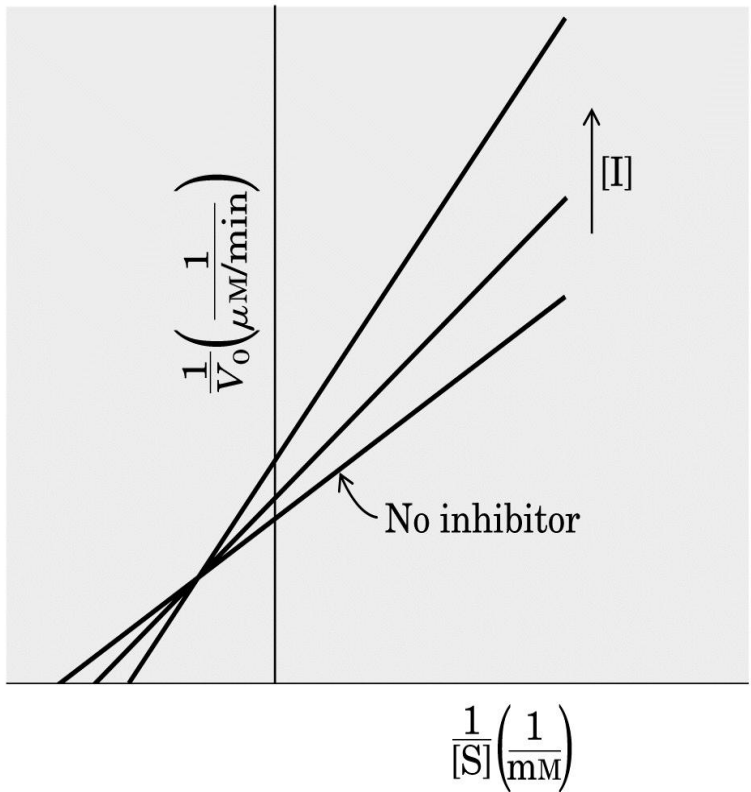 1/V₀ (1/μM/min)
[I]
No inhibitor
1/[S] (1/mM)